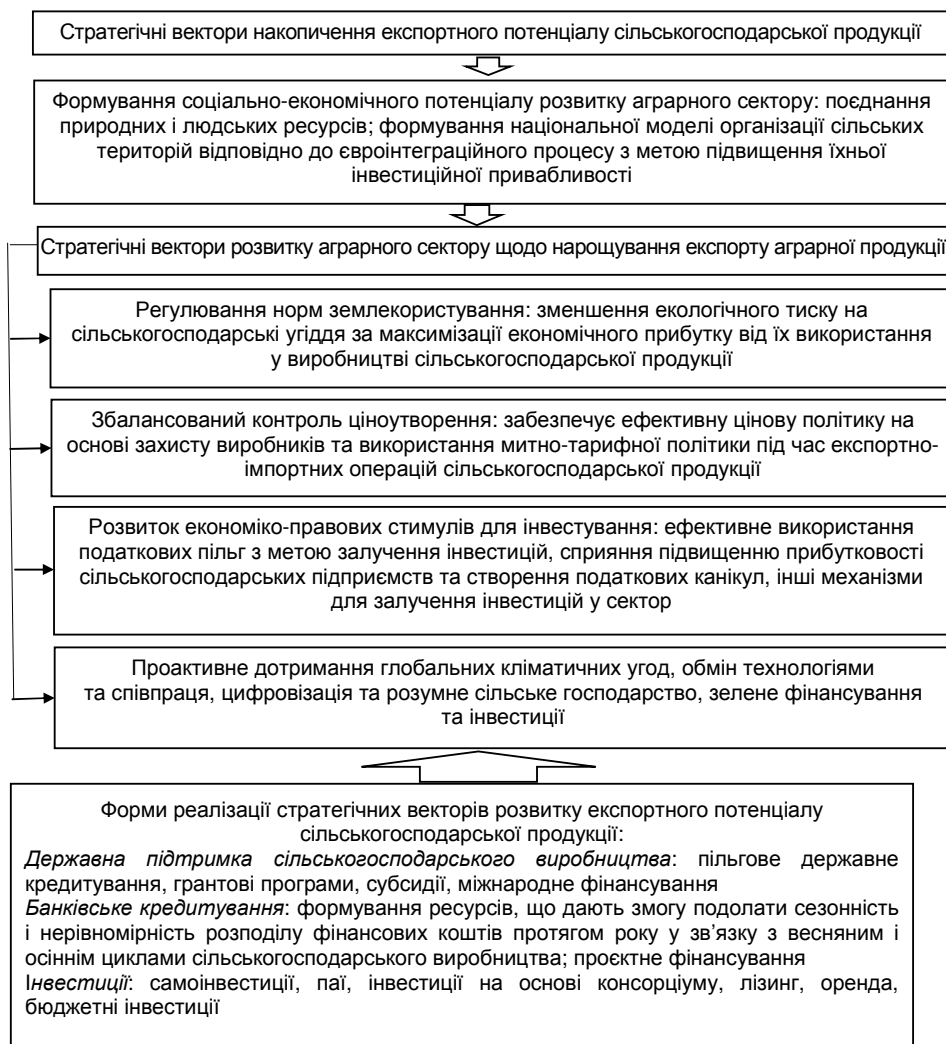 Стратегічні вектори накопичення експортного потенціалу сільськогосподарської продукції
Формування соціально-економічного потенціалу розвитку аграрного сектору: поєднання
природних і людських ресурсів; формування національної моделі організації сільських
територій відповідно до євроінтеграційного процесу з метою підвищення їхньої
інвестиційної привабливості
Стратегічні вектори розвитку аграрного сектору щодо нарощування експорту аграрної продукції
Регулювання норм землекористування: зменшення екологічного тиску на
сільськогосподарські угіддя за максимізації економічного прибутку від їх використання
у виробництві сільськогосподарської продукції
Збалансований контроль ціноутворення: забезпечує ефективну цінову політику на
основі захисту виробників та використання митно-тарифної політики під час експортно-
імпортних операцій сільськогосподарської продукції
Розвиток економіко-правових стимулів для інвестування: ефективне використання
податкових пільг з метою залучення інвестицій, сприяння підвищенню прибутковості
сільськогосподарських підприємств та створення податкових канікул, інші механізми
для залучення інвестицій у сектор
Проактивне дотримання глобальних кліматичних угод, обмін технологіями
та співпраця, цифровізація та розумне сільське господарство, зелене фінансування
та інвестиції
Форми реалізації стратегічних векторів розвитку експортного потенціалу
сільськогосподарської продукції:
Державна підтримка сільськогосподарського виробництва: пільгове державне
кредитування, грантові програми, субсидії, міжнародне фінансування
Банківське кредитування: формування ресурсів, що дають змогу подолати сезонність
і нерівномірність розподілу фінансових коштів протягом року у зв’язку з весняним і
осіннім циклами сільськогосподарського виробництва; проєктне фінансування
Інвестиції: самоінвестиції, паї, інвестиції на основі консорціуму, лізинг, оренда,
бюджетні інвестиції